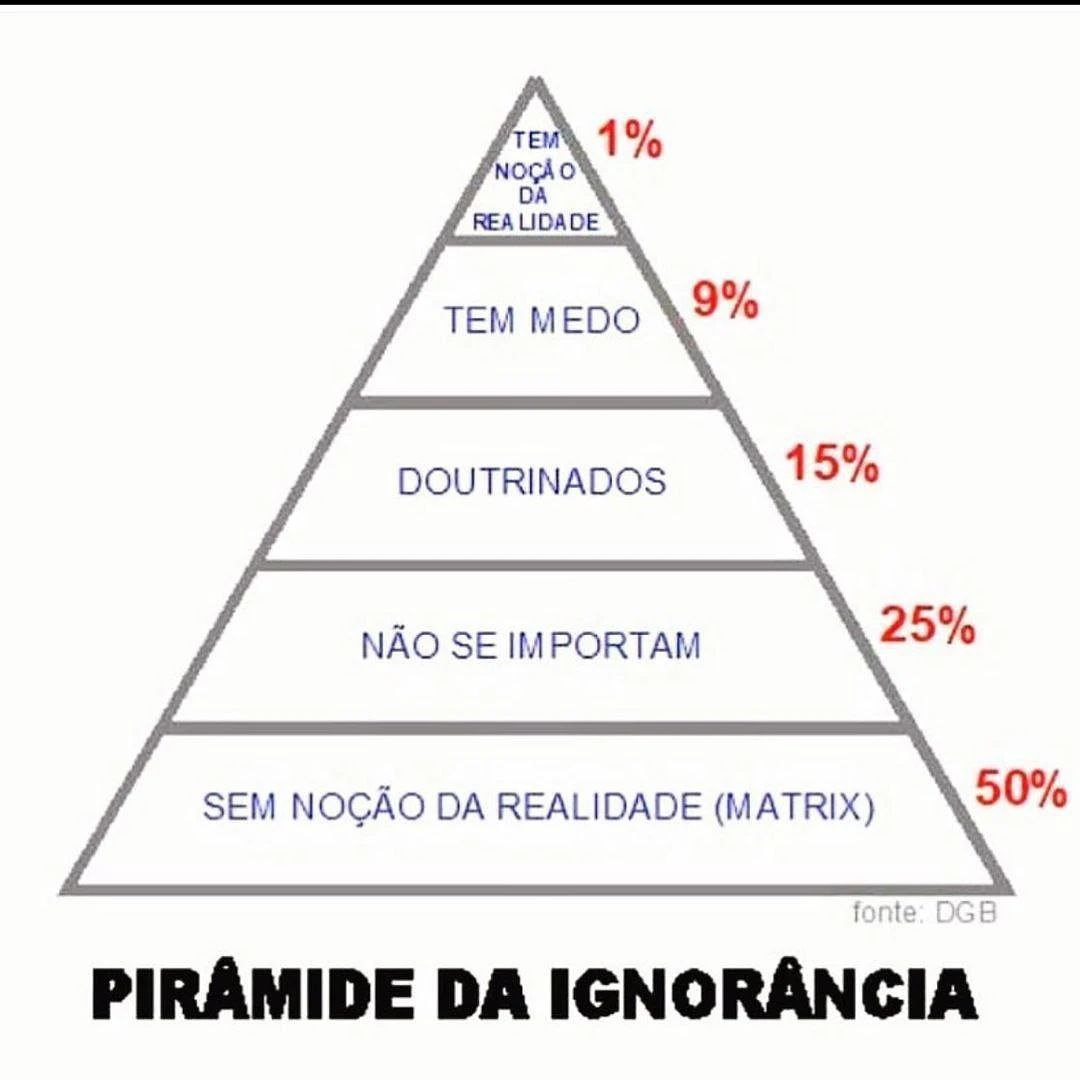 TEM
NOÇÃO
DA
REALIDADE
1%
TEM MEDO
9%
DOUTRINADOS
15%
NÃO SE IMPORTAM
25%
SEM NOÇÃO DA REALIDADE (MATRIX)
50%
fonte: DGB
PIRÂMIDE DA IGNORÂNCIA